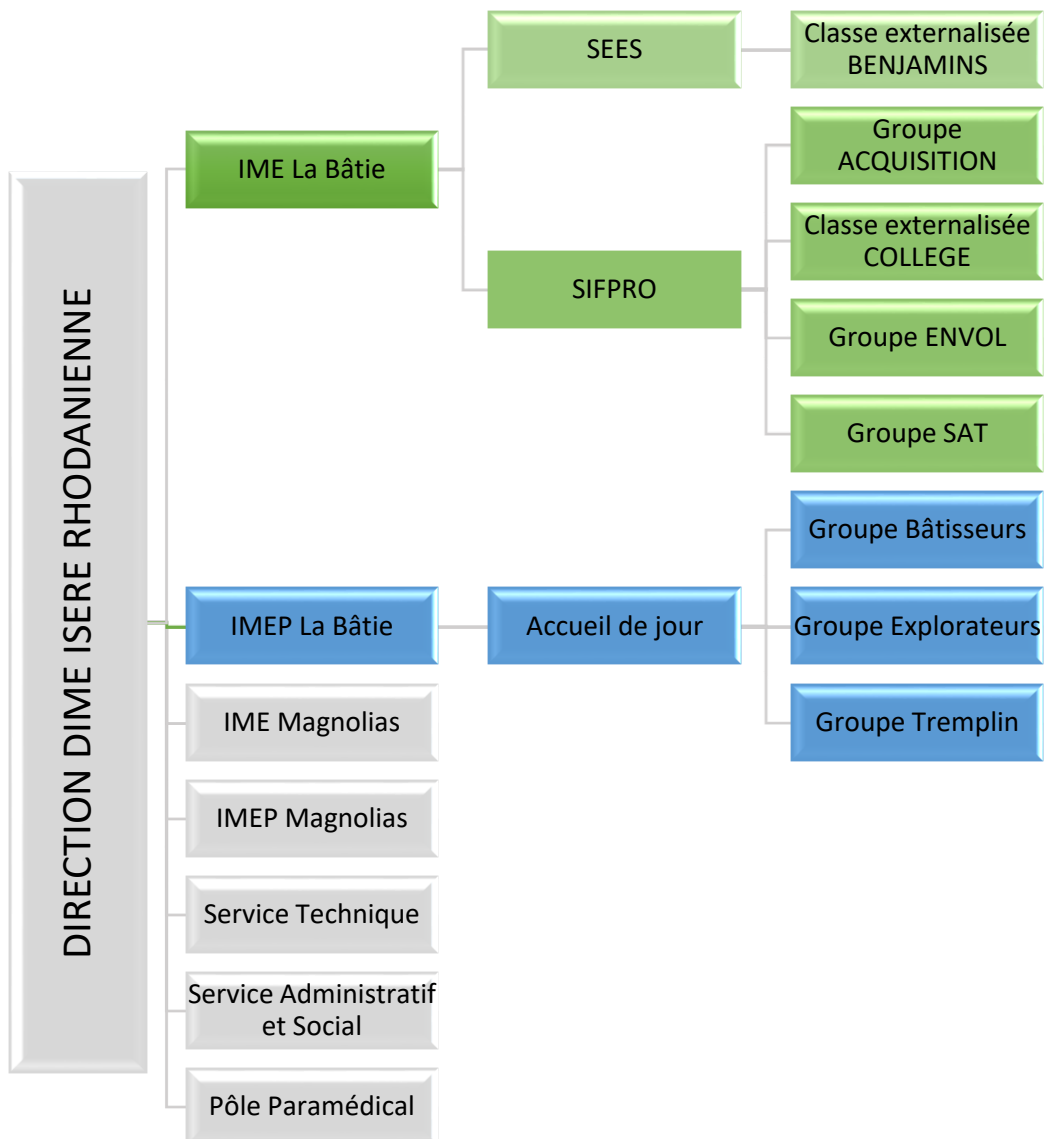 DIRECTION DIME ISERE RHODANIENNE
IME La Bâtie
SEES
Classe externalisée
BENJAMINS
SIFPRO
Groupe
ACQUISITION
Classe externalisée
COLLEGE
Groupe ENVOL
Groupe SAT
IMEP La Bâtie
Accueil de jour
Groupe Bâtisseurs
Groupe Explorateurs
Groupe Tremplin
IME Magnolias
IMEP Magnolias
Service Technique
Service Administratif
et Social
Pôle Paramédical